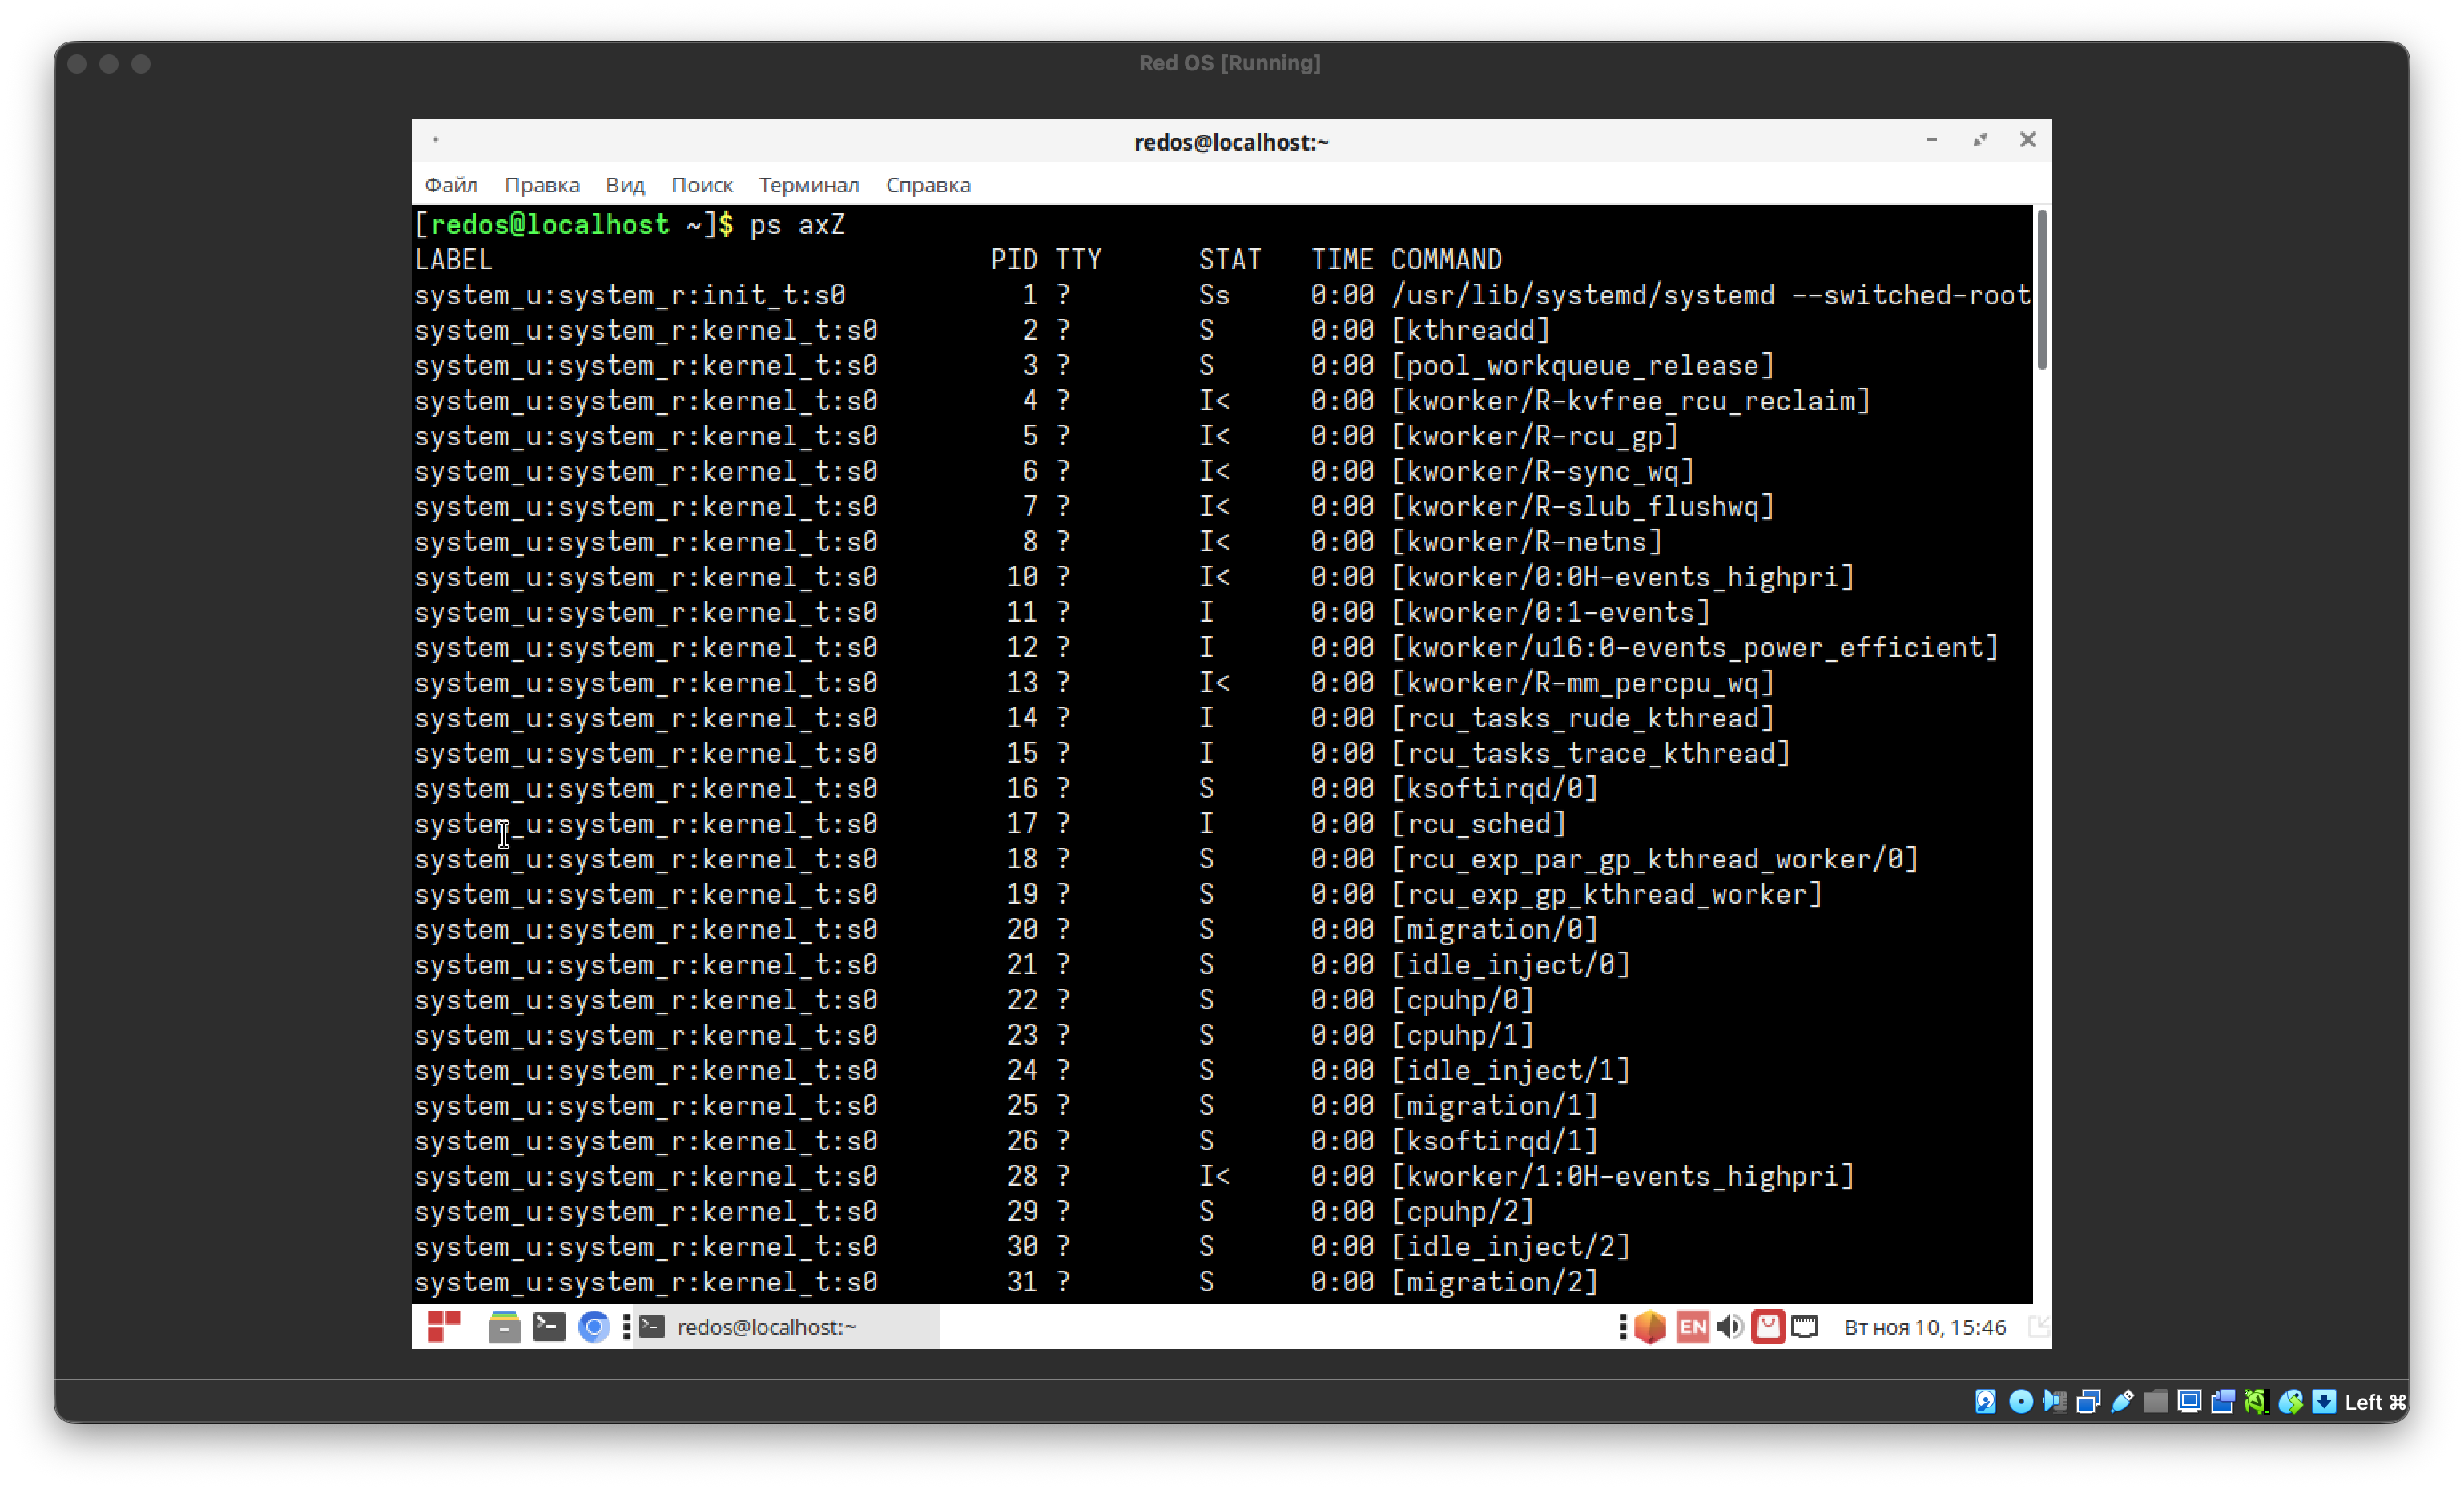 Red OS [Running]
redos@localhost:~
Файл Правка Вид Поиск Терминал Справка
[redos@localhost ~]$ ps axZ
LABEL PID TTY STAT TIME COMMAND
system_u:system_r:init_t:s0 1 ? Ss 0:00 /usr/lib/systemd/systemd --switched-root
system_u:system_r:kernel_t:s0 2 ? S 0:00 [kthreadd]
system_u:system_r:kernel_t:s0 3 ? S 0:00 [pool_workqueue_release]
system_u:system_r:kernel_t:s0 4 ? I< 0:00 [kworker/R-kvfree_rcu_reclaim]
system_u:system_r:kernel_t:s0 5 ? I< 0:00 [kworker/R-rcu_gp]
system_u:system_r:kernel_t:s0 6 ? I< 0:00 [kworker/R-sync_wq]
system_u:system_r:kernel_t:s0 7 ? I< 0:00 [kworker/R-slub_flushwq]
system_u:system_r:kernel_t:s0 8 ? I< 0:00 [kworker/R-netns]
system_u:system_r:kernel_t:s0 10 ? I< 0:00 [kworker/0:0H-events_highpri]
system_u:system_r:kernel_t:s0 11 ? I 0:00 [kworker/0:1-events]
system_u:system_r:kernel_t:s0 12 ? I 0:00 [kworker/u16:0-events_power_efficient]
system_u:system_r:kernel_t:s0 13 ? I< 0:00 [kworker/R-mm_percpu_wq]
system_u:system_r:kernel_t:s0 14 ? I 0:00 [rcu_tasks_rude_kthread]
system_u:system_r:kernel_t:s0 15 ? I 0:00 [rcu_tasks_trace_kthread]
system_u:system_r:kernel_t:s0 16 ? S 0:00 [ksoftirqd/0]
system_u:system_r:kernel_t:s0 17 ? I 0:00 [rcu_sched]
system_u:system_r:kernel_t:s0 18 ? S 0:00 [rcu_exp_par_gp_kthread_worker/0]
system_u:system_r:kernel_t:s0 19 ? S 0:00 [rcu_exp_gp_kthread_worker]
system_u:system_r:kernel_t:s0 20 ? S 0:00 [migration/0]
system_u:system_r:kernel_t:s0 21 ? S 0:00 [idle_inject/0]
system_u:system_r:kernel_t:s0 22 ? S 0:00 [cpuhp/0]
system_u:system_r:kernel_t:s0 23 ? S 0:00 [cpuhp/1]
system_u:system_r:kernel_t:s0 24 ? S 0:00 [idle_inject/1]
system_u:system_r:kernel_t:s0 25 ? S 0:00 [migration/1]
system_u:system_r:kernel_t:s0 26 ? S 0:00 [ksoftirqd/1]
system_u:system_r:kernel_t:s0 28 ? I< 0:00 [kworker/1:0H-events_highpri]
system_u:system_r:kernel_t:s0 29 ? S 0:00 [cpuhp/2]
system_u:system_r:kernel_t:s0 30 ? S 0:00 [idle_inject/2]
system_u:system_r:kernel_t:s0 31 ? S 0:00 [migration/2]
redos@localhost:~ EN Вт ноя 10, 15:46
Left ⌘